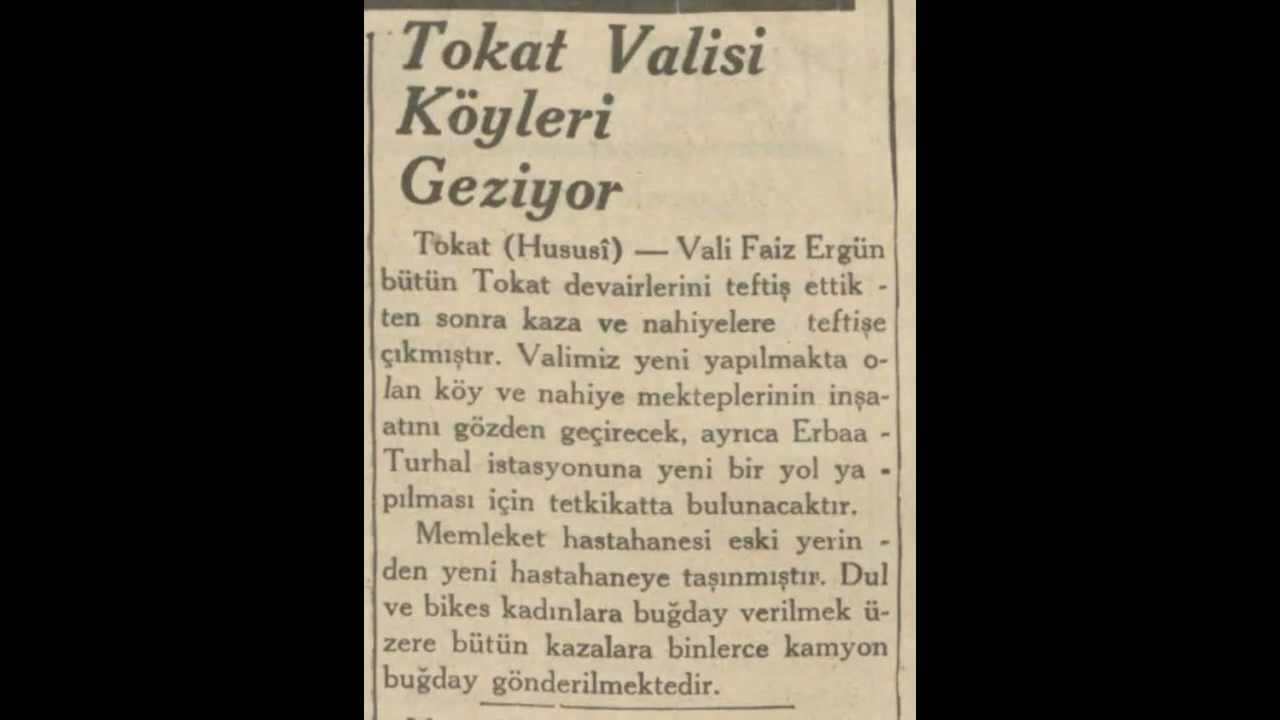 Tokat Valisi
Köyleri
Geziyor
Tokat (Hususî) — Vali Faiz Ergün
bütün Tokat devairlerini teftiş ettik -
ten sonra kaza ve nahiyelere teftişe
çıkmıştır. Valimiz yeni yapılmakta o-
lan köy ve nahiye mekteplerinin inşa-
atını gözden geçirecek, ayrıca Erbaa -
Turhal istasyonuna yeni bir yol ya -
pılması için tetkikatta bulunacaktır.
Memleket hastahanesi eski yerin -
den yeni hastahaneye taşınmıştır. Dul
ve bikes kadınlara buğday verilmek ü-
zere bütün kazalara binlerce kamyon
buğday gönderilmektedir.